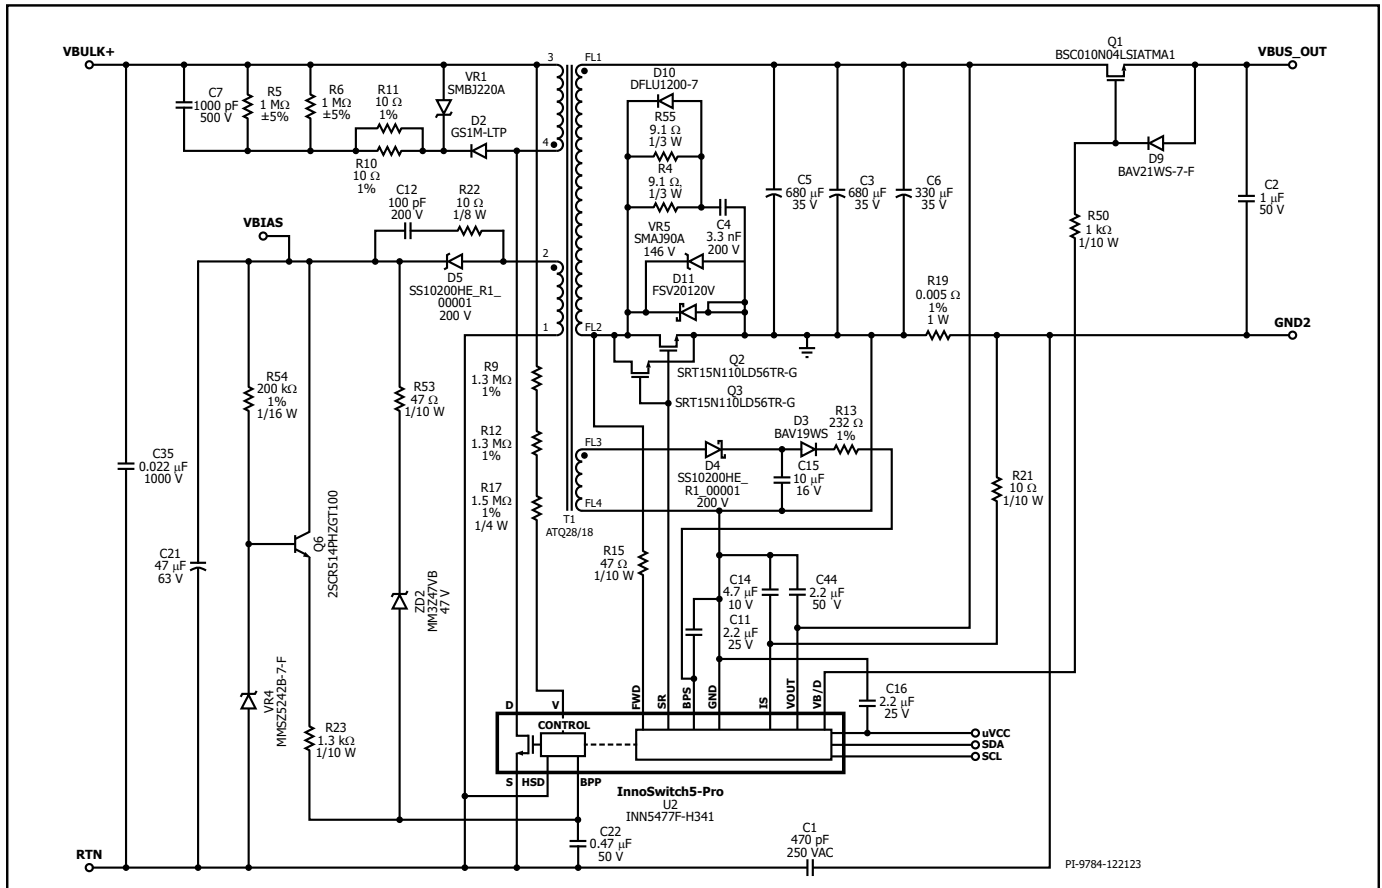 VBULK+
C7
1000 pF
500 V
R5
1 MΩ
±5%
R6
1 MΩ
±5%
R11
10 Ω
1%
R10
10 Ω
1%
VR1
SMBJ220A
D2
GS1M-LTP
3
4
FL1
D10
DFLU1200-7
R55
9.1 Ω
1/3 W
R4
9.1 Ω,
1/3 W
C4
3.3 nF
200 V
VR5
SMAJ90A
146 V
D11
FSV20120V
C5
680 μF
35 V
C3
680 μF
35 V
C6
330 μF
35 V
Q1
BSC010N04LSIATMA1
VBUS_OUT
D9
BAV21WS-7-F
R50
1 kΩ
1/10 W
C2
1 μF
50 V
VBIAS
C12
100 pF
200 V
R22
10 Ω
1/8 W
D5
SS10200HE_R1_
00001
200 V
2
1
FL2
R19
0.005 Ω
1%
1 W
GND2
Q2
SRT15N110LD56TR-G
Q3
SRT15N110LD56TR-G
R54
200 kΩ
1%
1/16 W
R53
47 Ω
1/10 W
R9
1.3 MΩ
1%
R12
1.3 MΩ
1%
R17
1.5 MΩ
1%
1/4 W
FL3
FL4
T1
ATQ28/18
D4
SS10200HE_
R1_00001
200 V
D3
BAV19WS
R13
232 Ω
1%
C15
10 μF
16 V
R21
10 Ω
1/10 W
C35
0.022 μF
1000 V
C21
47 μF
63 V
Q6
2SCR514PHZGT100
ZD2
MM3Z47VB
47 V
R15
47 Ω
1/10 W
C14
4.7 μF
10 V
C44
2.2 μF
50 V
C11
2.2 μF
25 V
C16
2.2 μF
25 V
VR4
MMSZ5242B-7-F
R23
1.3 kΩ
1/10 W
D
V
FWD
SR
BPS
GND
IS
VOUT
VB/D
CONTROL
uVCC
SDA
SCL
S
HSD
BPP
InnoSwitch5-Pro
U2
INN5477F-H341
C22
0.47 μF
50 V
C1
470 pF
250 VAC
RTN
PI-9784-122123